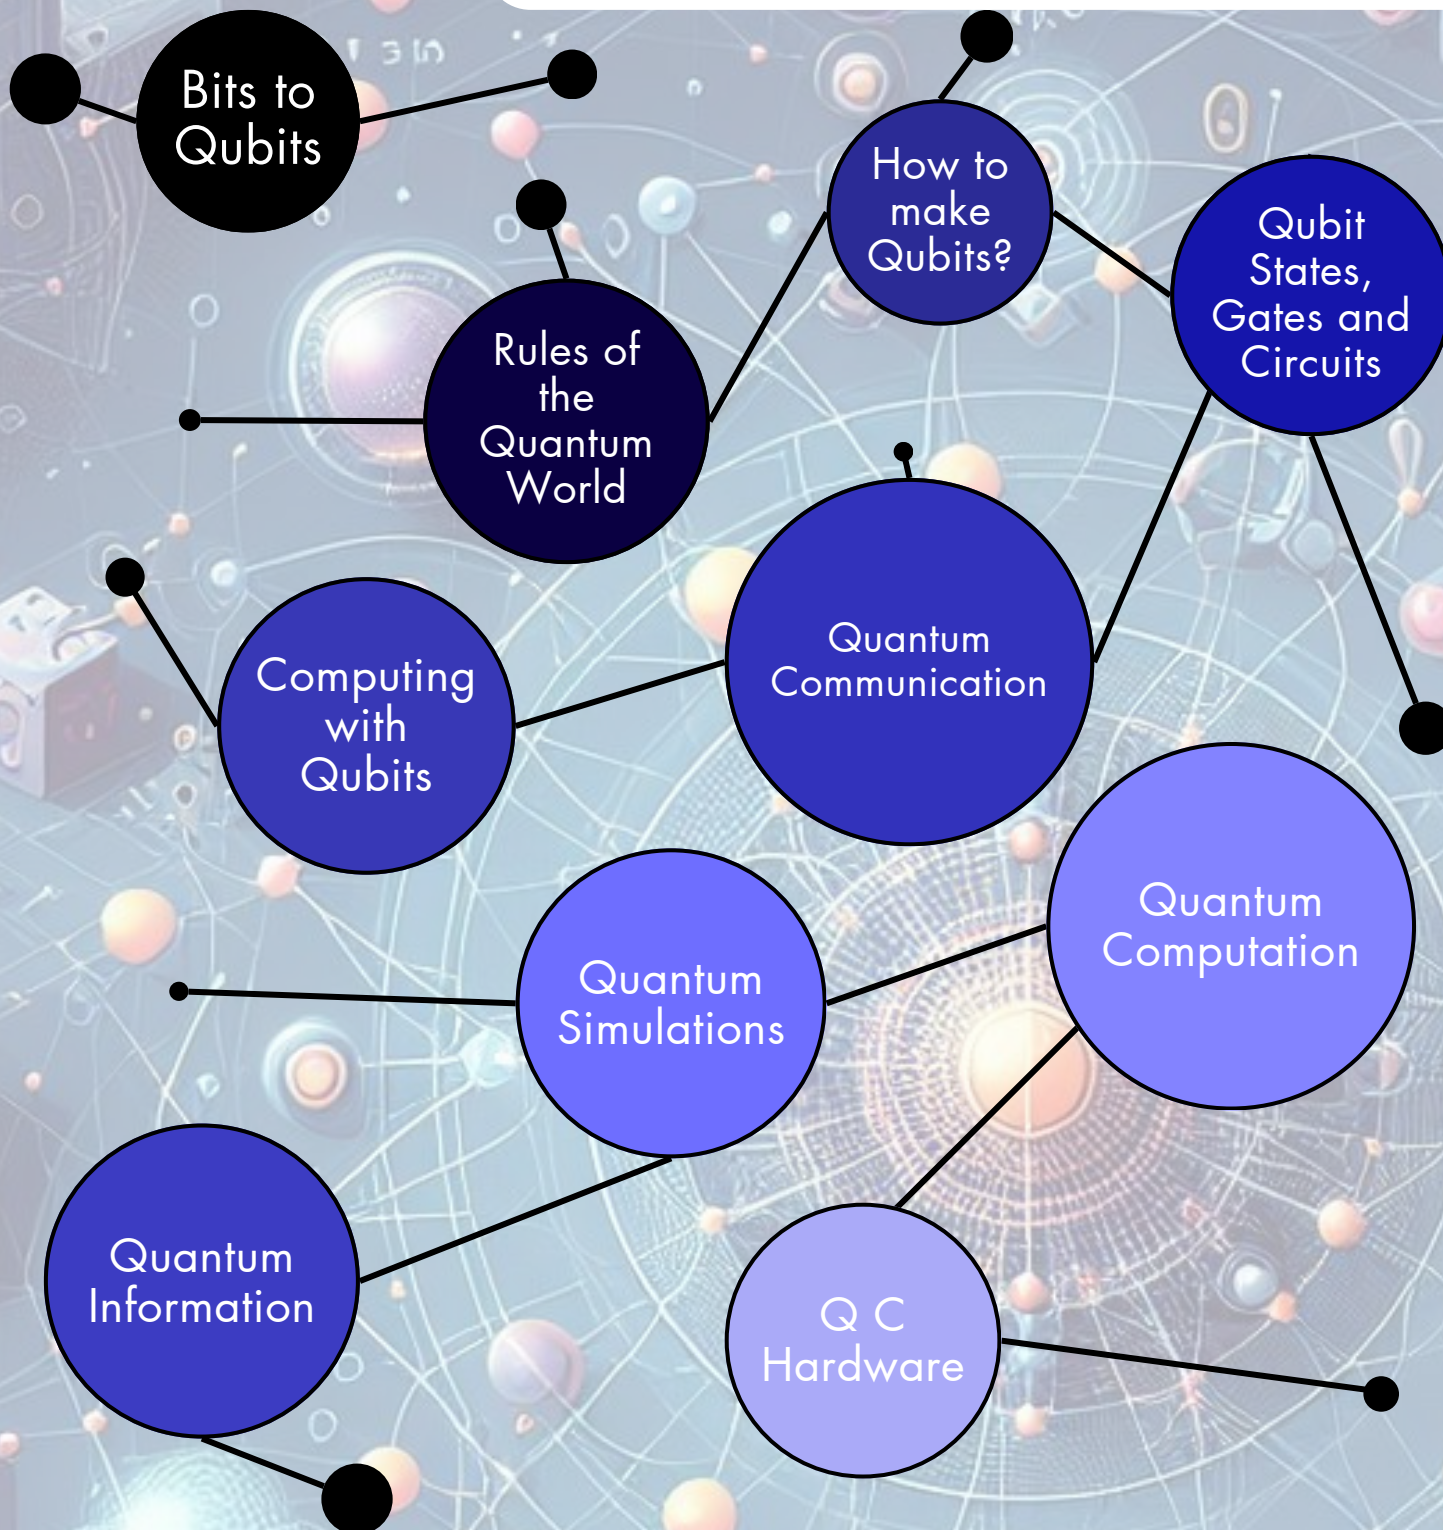 Bits to
Qubits
How to
make
Qubits?
Qubit
States,
Gates and
Circuits
Rules of
the
Quantum
World
Quantum
Communication
Computing
with
Qubits
Quantum
Computation
Quantum
Simulations
Quantum
Information
Q C
Hardware